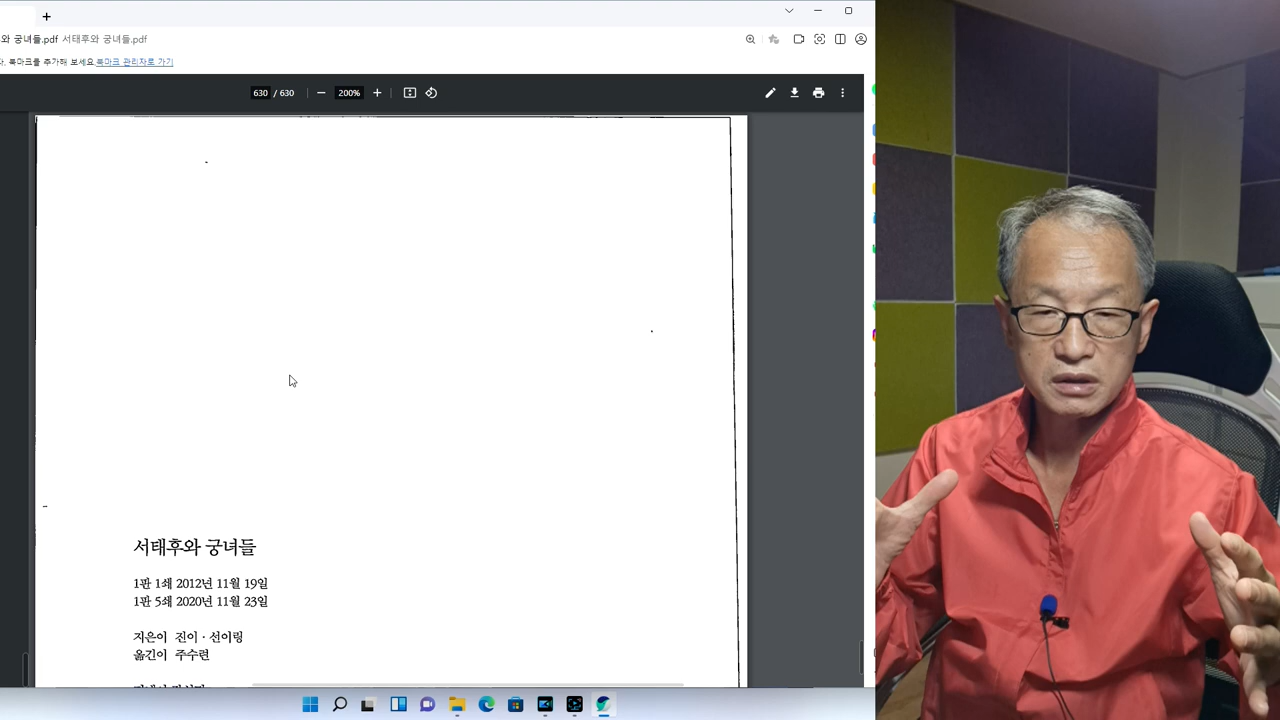 와 궁녀들.pdf 서태후와 궁녀들.pdf
북마크를 추가해 보세요.북마크 관리자로 가기
630 / 630
200%
서태후와 궁녀들
1판 1쇄 2012년 11월 19일
1판 5쇄 2020년 11월 23일
지은이 진이 · 선이링
옮긴이 주수련